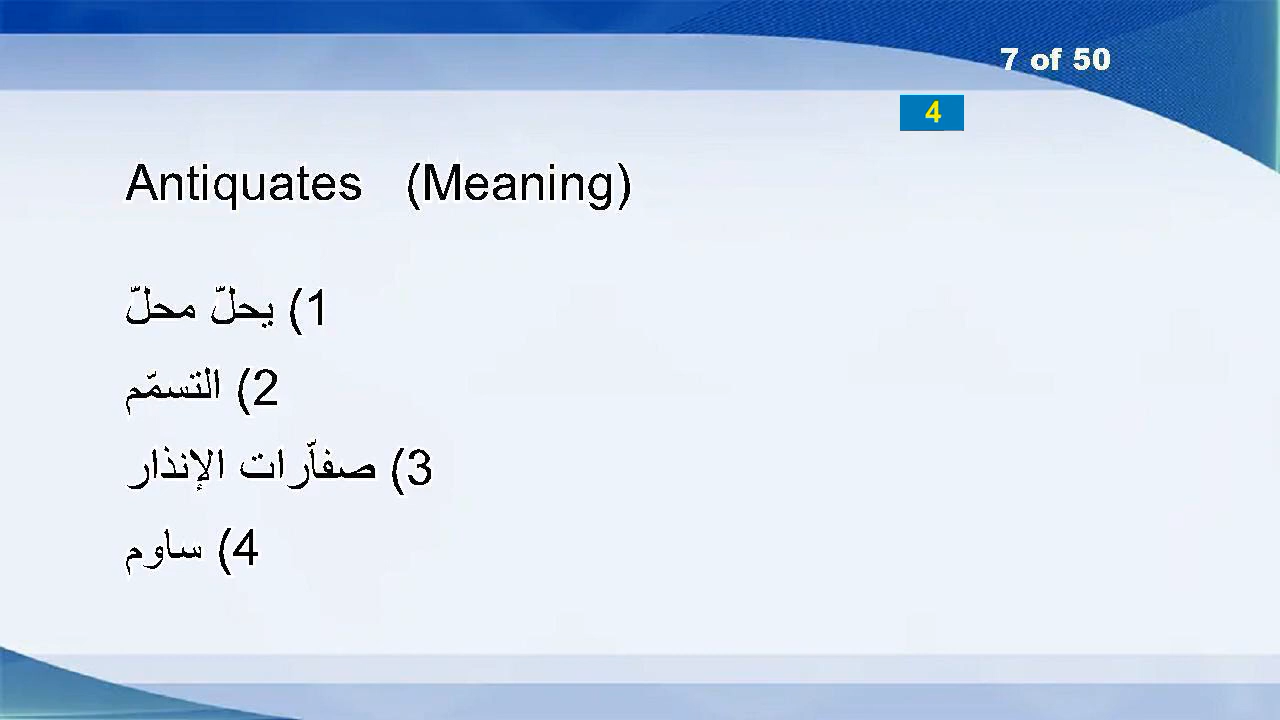 7 of 50
4
Antiquates (Meaning)
1) يحلّ محلّ
2) التسمّم
3) صفاّرات الإنذار
4) ساوم